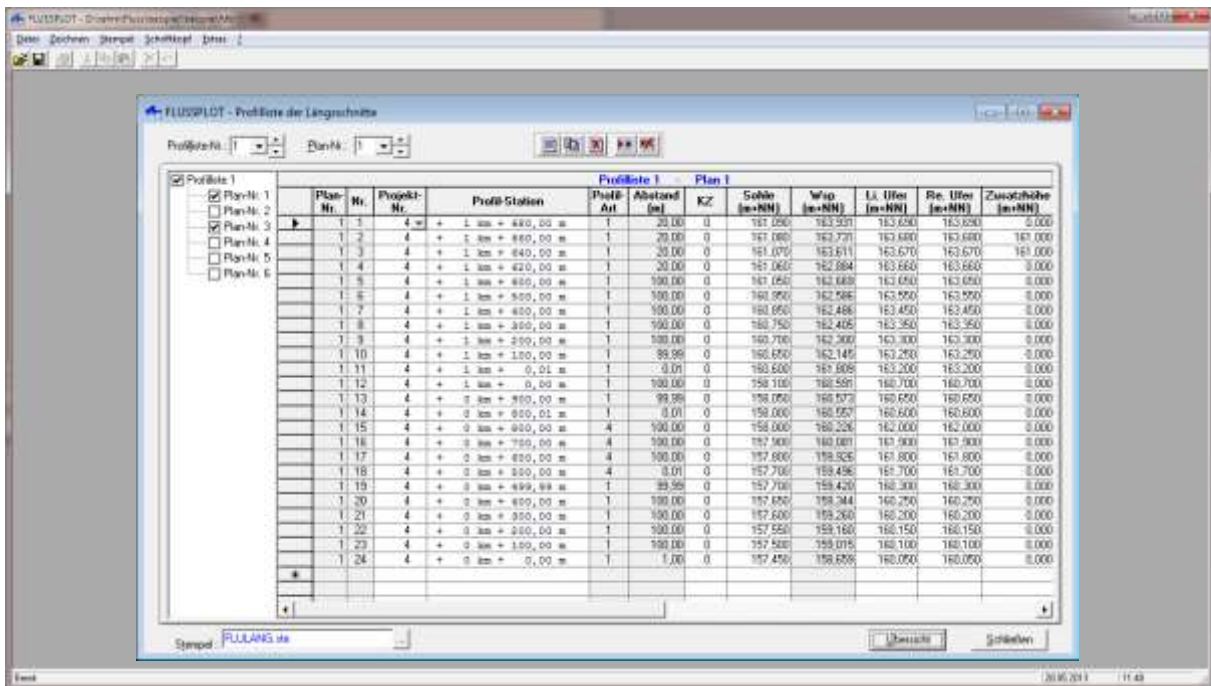 FLUSSPLOT
Datei Zeichnen Stempel Schriftkopf Extras ?
FLUSSPLOT - Profilliste der Längsschnitte
Profilliste-Nr.: 1 Plan-Nr.: 1
Profilliste 1
Plan-Nr. 1
Plan-Nr. 2
Plan-Nr. 3
Plan-Nr. 4
Plan-Nr. 5
Plan-Nr. 6
Profilliste 1 - Plan 1
Plan-Nr. Nr. Projekt-Nr. Profil-Station Profil-Art Abstand (m) KZ Sohle (m+NN) Wsp (m+NN) Li. Ufer (m+NN) Re. Ufer (m+NN) Zusatzhöhe (m+NN)
1 1 4 + 1 km + 680,00 m 1 20,00 0 161,090 163,931 163,690 163,690 0,000
1 2 4 + 1 km + 660,00 m 1 20,00 0 161,080 162,731 163,680 163,680 161,000
1 3 4 + 1 km + 640,00 m 1 20,00 0 161,070 163,611 163,670 163,670 161,000
1 4 4 + 1 km + 620,00 m 1 20,00 0 161,060 162,884 163,660 163,660 0,000
1 5 4 + 1 km + 600,00 m 1 100,00 0 161,050 162,669 163,650 163,650 0,000
1 6 4 + 1 km + 500,00 m 1 100,00 0 160,950 162,586 163,550 163,550 0,000
1 7 4 + 1 km + 400,00 m 1 100,00 0 160,850 162,486 163,450 163,450 0,000
1 8 4 + 1 km + 300,00 m 1 100,00 0 160,750 162,405 163,350 163,350 0,000
1 9 4 + 1 km + 200,00 m 1 100,00 0 160,700 162,300 163,300 163,300 0,000
1 10 4 + 1 km + 100,00 m 1 99,99 0 160,650 162,145 163,250 163,250 0,000
1 11 4 + 1 km + 0,01 m 1 0,01 0 160,600 161,809 163,200 163,200 0,000
1 12 4 + 1 km + 0,00 m 1 100,00 0 158,100 160,591 160,700 160,700 0,000
1 13 4 + 0 km + 900,00 m 1 99,99 0 158,050 160,573 160,650 160,650 0,000
1 14 4 + 0 km + 800,01 m 1 0,01 0 158,000 160,557 160,600 160,600 0,000
1 15 4 + 0 km + 800,00 m 4 100,00 0 158,000 160,226 162,000 162,000 0,000
1 16 4 + 0 km + 700,00 m 4 100,00 0 157,900 160,081 161,900 161,900 0,000
1 17 4 + 0 km + 600,00 m 4 100,00 0 157,800 159,926 161,800 161,800 0,000
1 18 4 + 0 km + 500,00 m 4 0,01 0 157,700 159,496 161,700 161,700 0,000
1 19 4 + 0 km + 499,99 m 1 99,99 0 157,700 159,420 160,300 160,300 0,000
1 20 4 + 0 km + 400,00 m 1 100,00 0 157,650 159,344 160,250 160,250 0,000
1 21 4 + 0 km + 300,00 m 1 100,00 0 157,600 159,260 160,200 160,200 0,000
1 22 4 + 0 km + 200,00 m 1 100,00 0 157,550 159,160 160,150 160,150 0,000
1 23 4 + 0 km + 100,00 m 1 100,00 0 157,500 159,015 160,100 160,100 0,000
1 24 4 + 0 km + 0,00 m 1 1,00 0 157,450 158,659 160,050 160,050 0,000
Stempel: FLULANG.ste ... Übersicht Schließen
Bereit 28.05.2013 11:48